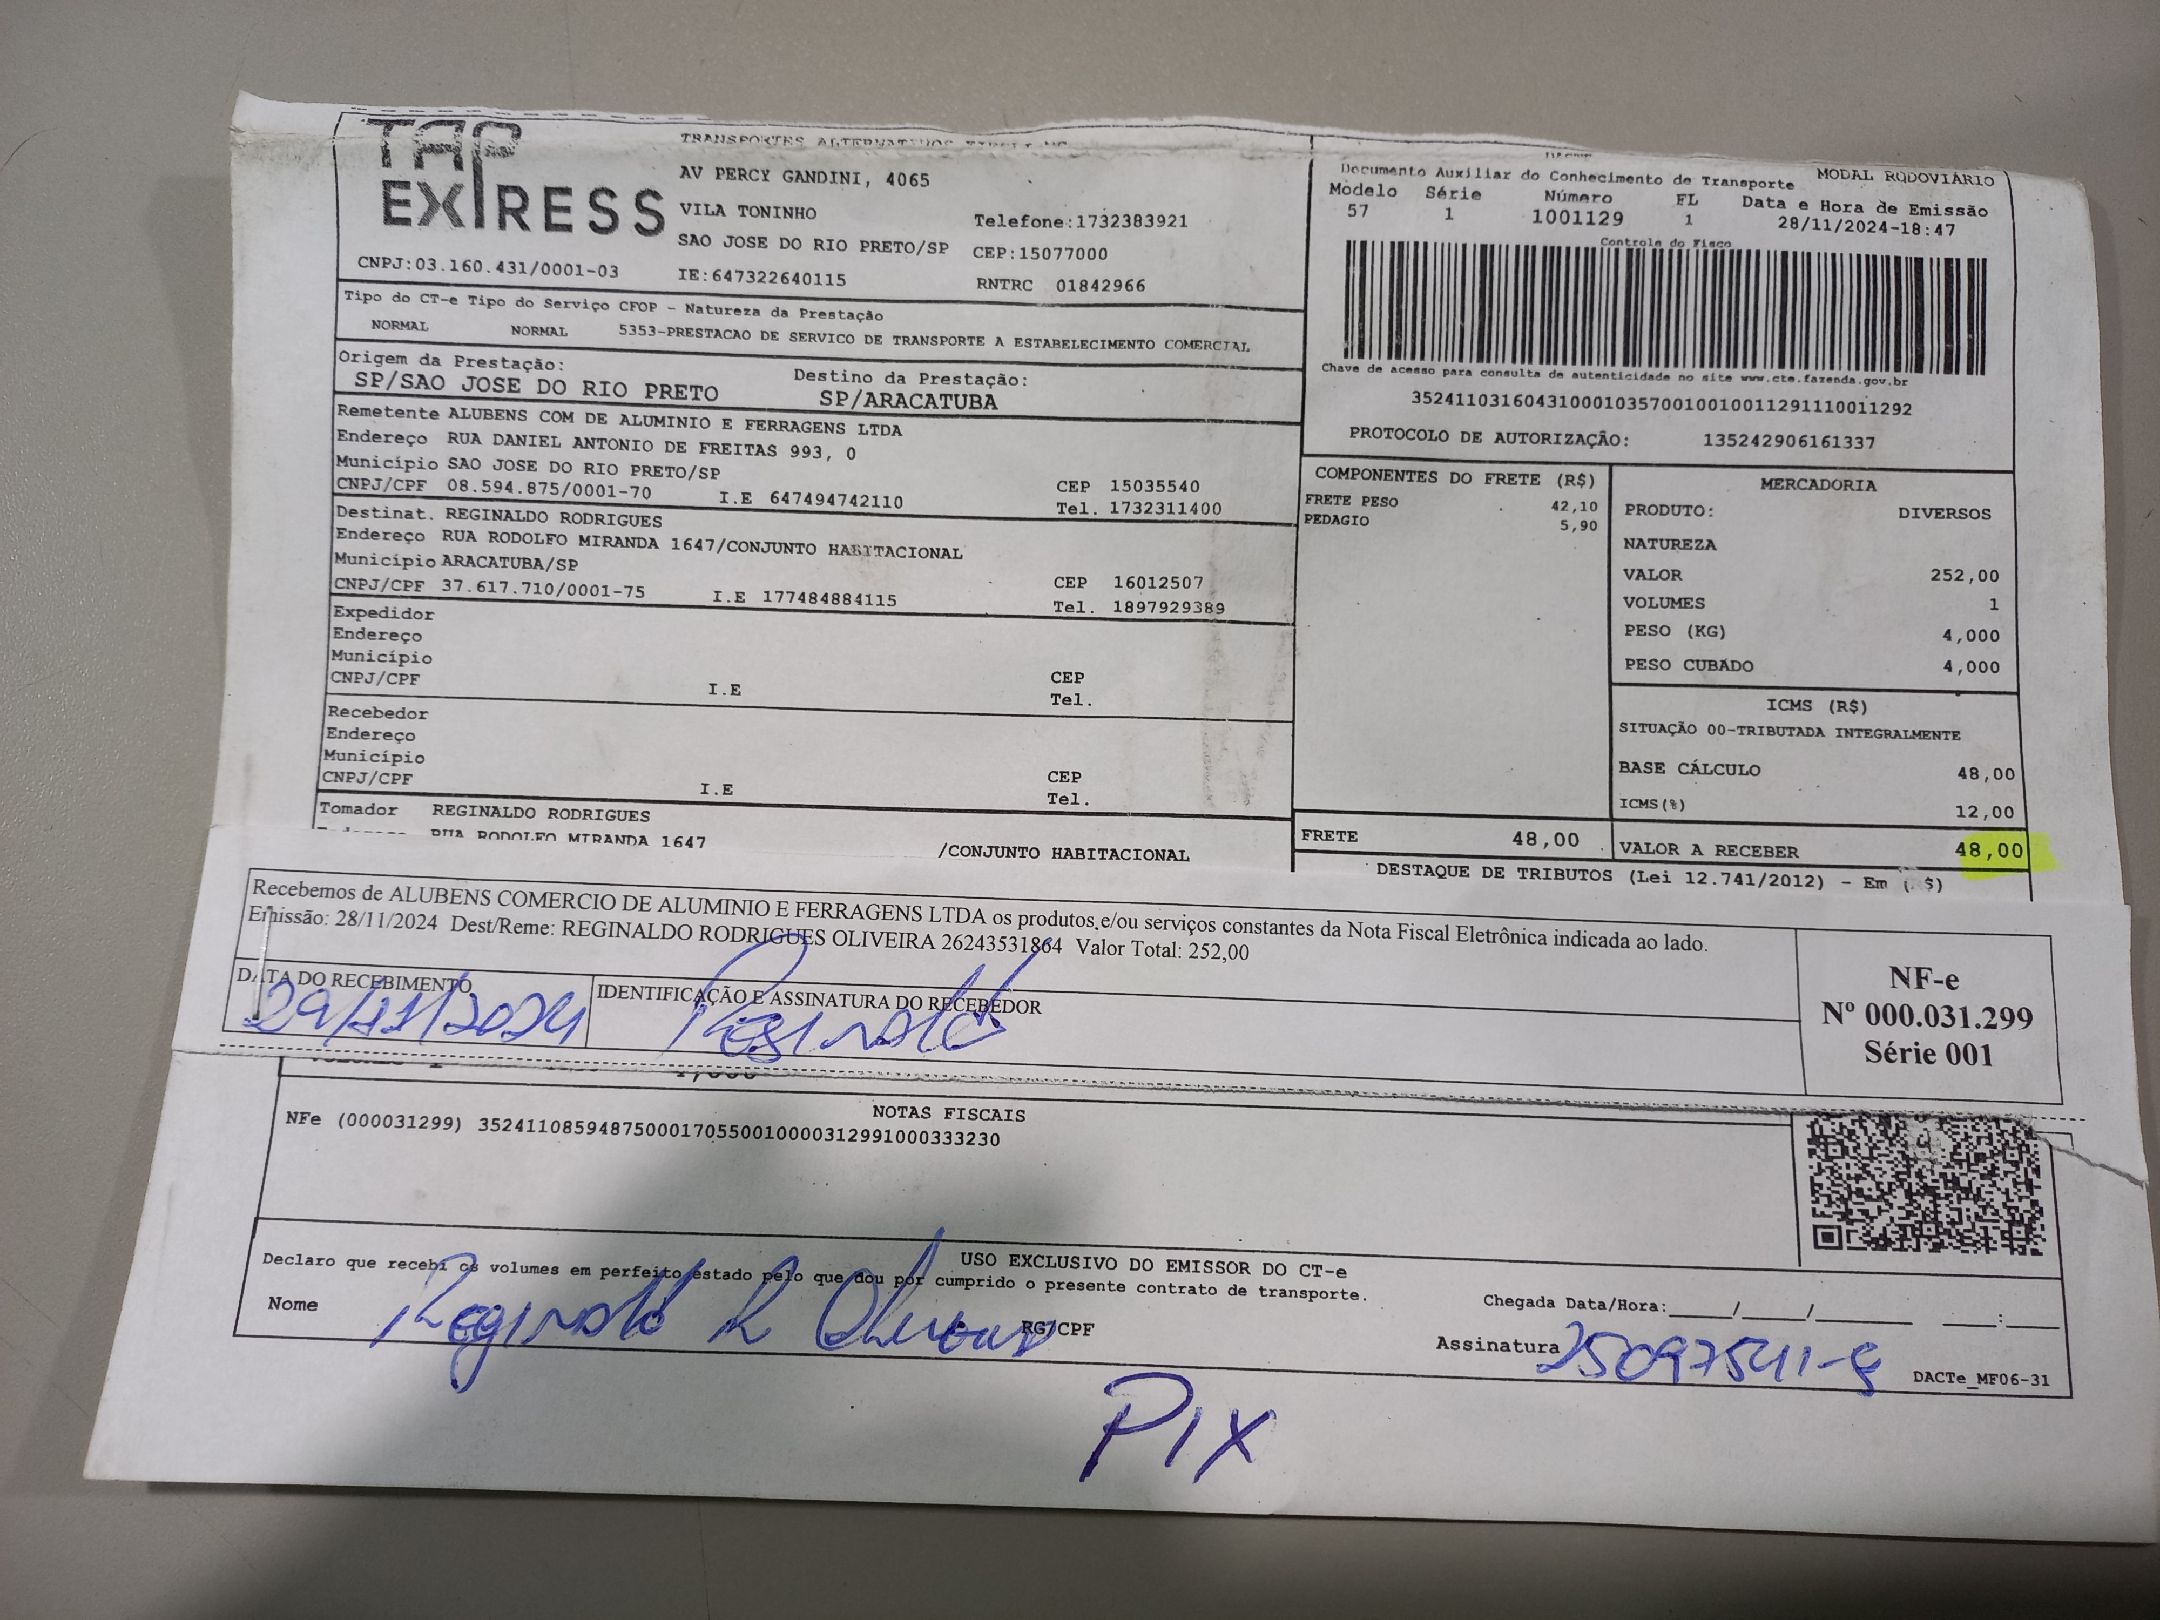 TAP
EXPRESS
TRANSPORTES ALTERNATIVOS
AV PERCY GANDINI, 4065
VILA TONINHO
Telefone:1732383921
SAO JOSE DO RIO PRETO/SP CEP:15077000
CNPJ:03.160.431/0001-03 IE:647322640115 RNTRC 01842966
MODAL RODOVIÁRIO
Documento Auxiliar do Conhecimento de Transporte
Modelo Série Número FL Data e Hora de Emissão
57 1 1001129 1 28/11/2024-18:47
Controle do Fisco
Chave de acesso para consulta de autenticidade no site www.cte.fazenda.gov.br
35241103160431000103570010010011291110011292
PROTOCOLO DE AUTORIZAÇÃO: 135242906161337
Tipo do CT-e Tipo do Serviço CFOP - Natureza da Prestação
NORMAL NORMAL 5353-PRESTACAO DE SERVICO DE TRANSPORTE A ESTABELECIMENTO COMERCIAL
Origem da Prestação: Destino da Prestação:
SP/SAO JOSE DO RIO PRETO SP/ARACATUBA
Remetente ALUBENS COM DE ALUMINIO E FERRAGENS LTDA
Endereço RUA DANIEL ANTONIO DE FREITAS 993, 0
Município SAO JOSE DO RIO PRETO/SP CEP 15035540
CNPJ/CPF 08.594.875/0001-70 I.E 647494742110 Tel. 1732311400
Destinat. REGINALDO RODRIGUES
Endereço RUA RODOLFO MIRANDA 1647/CONJUNTO HABITACIONAL
Município ARACATUBA/SP CEP 16012507
CNPJ/CPF 37.617.710/0001-75 I.E 177484884115 Tel. 1897929389
Expedidor
Endereço
Município CEP
CNPJ/CPF I.E Tel.
Recebedor
Endereço
Município CEP
CNPJ/CPF I.E Tel.
Tomador REGINALDO RODRIGUES
Endereço RUA RODOLFO MIRANDA 1647 /CONJUNTO HABITACIONAL
COMPONENTES DO FRETE (R$)
FRETE PESO 42,10
PEDAGIO 5,90
FRETE 48,00
MERCADORIA
PRODUTO: DIVERSOS
NATUREZA
VALOR 252,00
VOLUMES 1
PESO (KG) 4,000
PESO CUBADO 4,000
ICMS (R$)
SITUAÇÃO 00-TRIBUTADA INTEGRALMENTE
BASE CÁLCULO 48,00
ICMS(%) 12,00
VALOR A RECEBER 48,00
DESTAQUE DE TRIBUTOS (Lei 12.741/2012) - Em (R$)
Recebemos de ALUBENS COMERCIO DE ALUMINIO E FERRAGENS LTDA os produtos e/ou serviços constantes da Nota Fiscal Eletrônica indicada ao lado.
Emissão: 28/11/2024 Dest/Reme: REGINALDO RODRIGUES OLIVEIRA 26243531864 Valor Total: 252,00
DATA DO RECEBIMENTO IDENTIFICAÇÃO E ASSINATURA DO RECEBEDOR
29/11/2024 Reginaldo
NF-e
Nº 000.031.299
Série 001
NOTAS FISCAIS
NFe (000031299) 35241108594875000170550010000312991000333230
USO EXCLUSIVO DO EMISSOR DO CT-e
Declaro que recebi os volumes em perfeito estado pelo que dou por cumprido o presente contrato de transporte.
Nome Reginaldo R Oliveira RG/CPF
Chegada Data/Hora:____/____/______ ___:___
Assinatura 25097541-8
DACTe_MF06-31
PIX